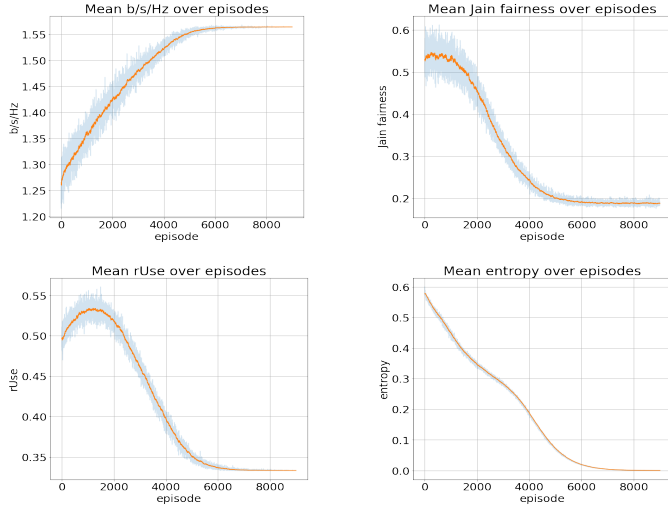 Mean b/s/Hz over episodes
1.55
1.50
1.45
1.40
1.35
1.30
1.25
1.20
b/s/Hz
0 2000 4000 6000 8000
episode
Mean Jain fairness over episodes
0.6
0.5
0.4
0.3
0.2
Jain fairness
0 2000 4000 6000 8000
episode
Mean rUse over episodes
0.55
0.50
0.45
0.40
0.35
rUse
0 2000 4000 6000 8000
episode
Mean entropy over episodes
0.6
0.5
0.4
0.3
0.2
0.1
0.0
entropy
0 2000 4000 6000 8000
episode